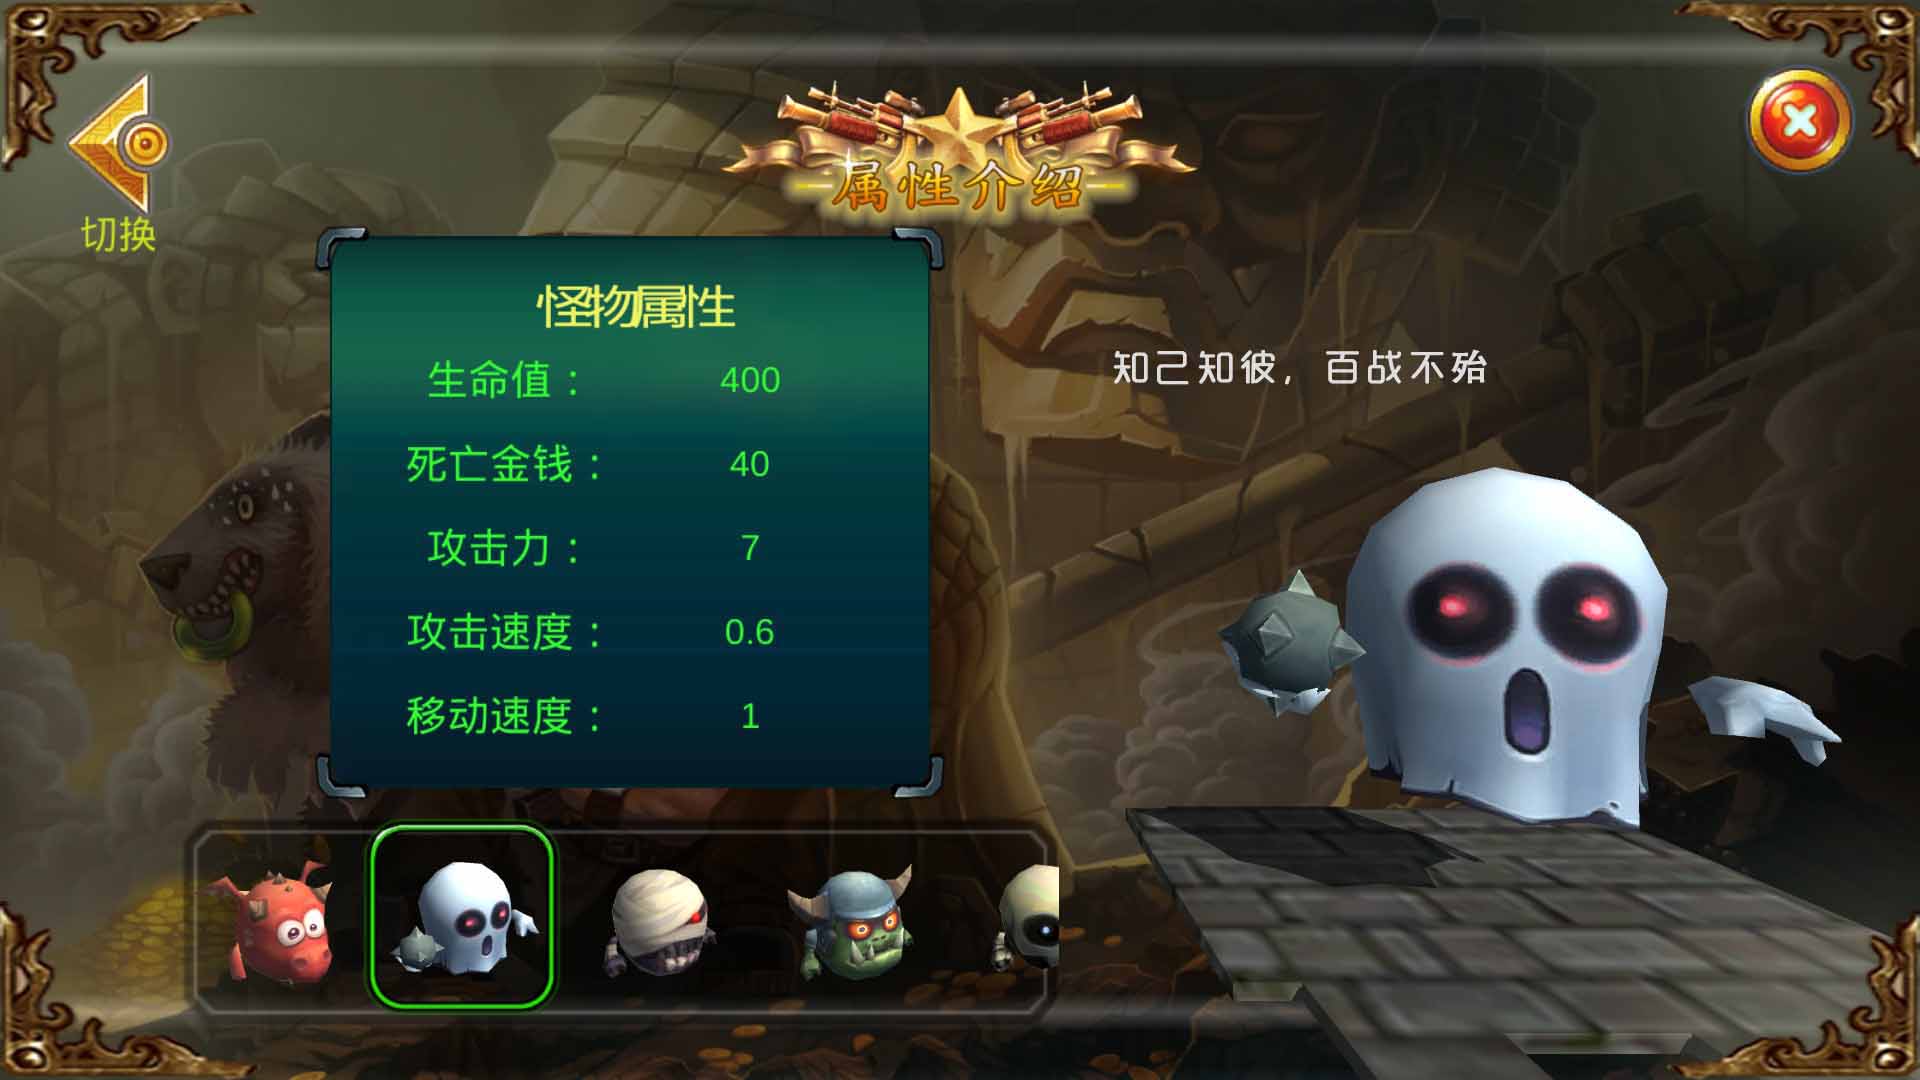 属性介绍
切换
怪物属性
生命值： 400
死亡金钱： 40
攻击力： 7
攻击速度： 0.6
移动速度： 1
知己知彼，百战不殆